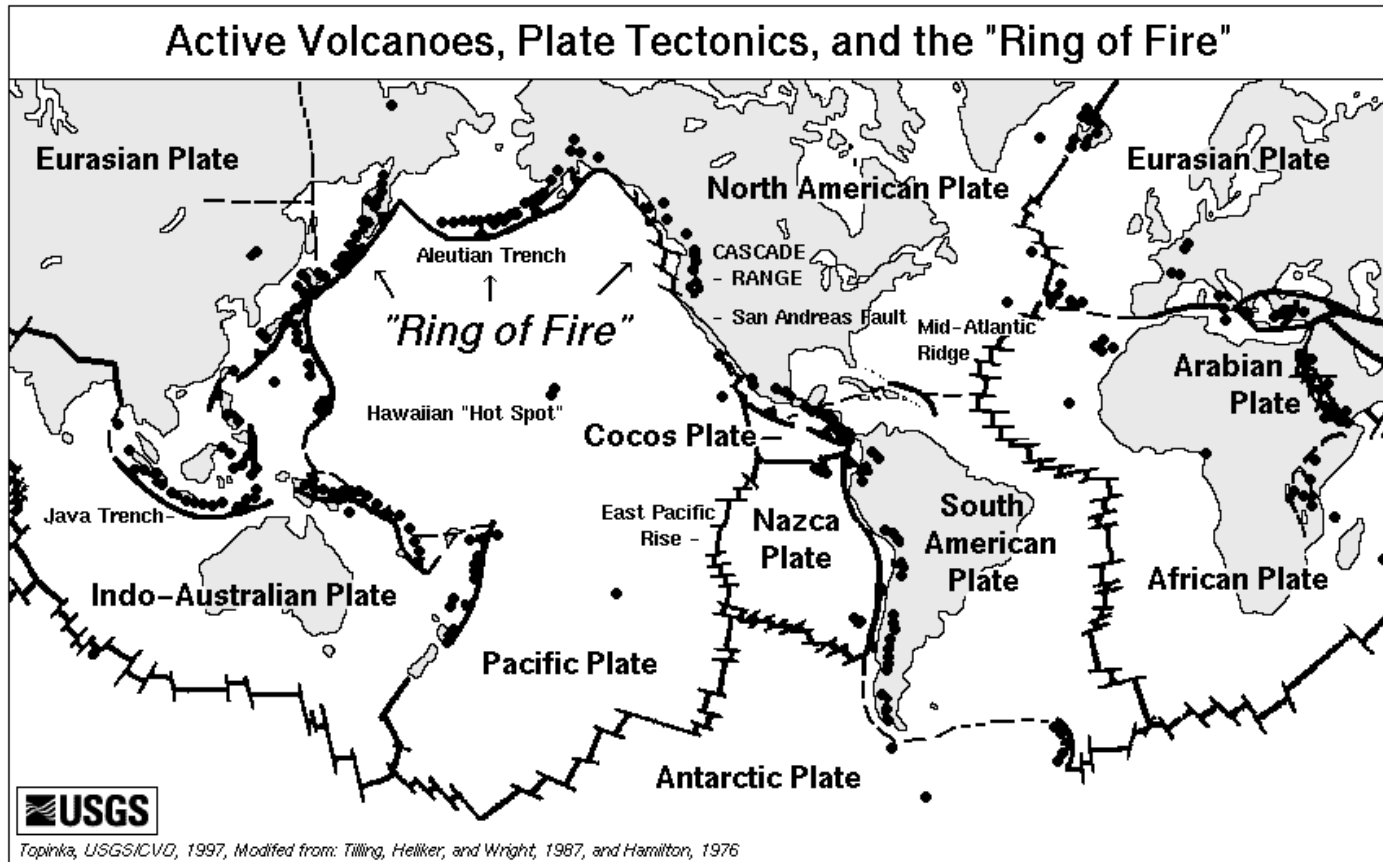 Active Volcanoes, Plate Tectonics, and the "Ring of Fire"
Eurasian Plate
North American Plate
Eurasian Plate
Aleutian Trench
CASCADE
- RANGE
"Ring of Fire"
- San Andreas Fault
Mid-Atlantic
Ridge
Arabian
Plate
Hawaiian "Hot Spot"
Cocos Plate
Java Trench-
East Pacific
Rise -
Nazca
Plate
South
American
Plate
Indo-Australian Plate
African Plate
Pacific Plate
Antarctic Plate
USGS
Topinka, USGS/CVO, 1997, Modifed from: Tilling, Heliker, and Wright, 1987, and Hamilton, 1976